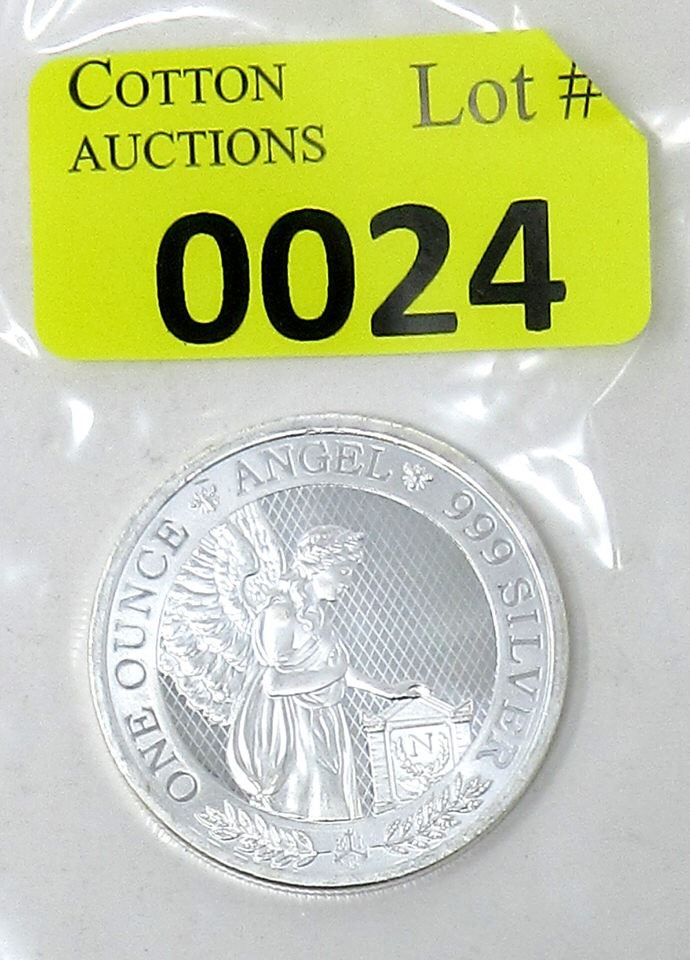 COTTON
AUCTIONS
Lot #
0024
ONE OUNCE ANGEL 999 SILVER
N